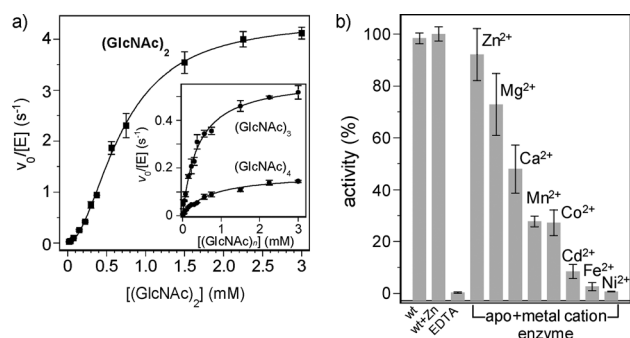 a)
(GlcNAc)2
v0/[E] (s-1)
4
3
2
1
0
v0/[E] (s-1)
0.4
0.2
0.0
(GlcNAc)3
(GlcNAc)4
0 1 2 3
[(GlcNAc)n] (mM)
0.0 0.5 1.0 1.5 2.0 2.5 3.0
[(GlcNAc)2] (mM)
b)
activity (%)
100
80
60
40
20
0
Zn2+
Mg2+
Ca2+
Mn2+
Co2+
Cd2+
Fe2+
Ni2+
wt
wt+Zn
EDTA
apo+metal cation
enzyme